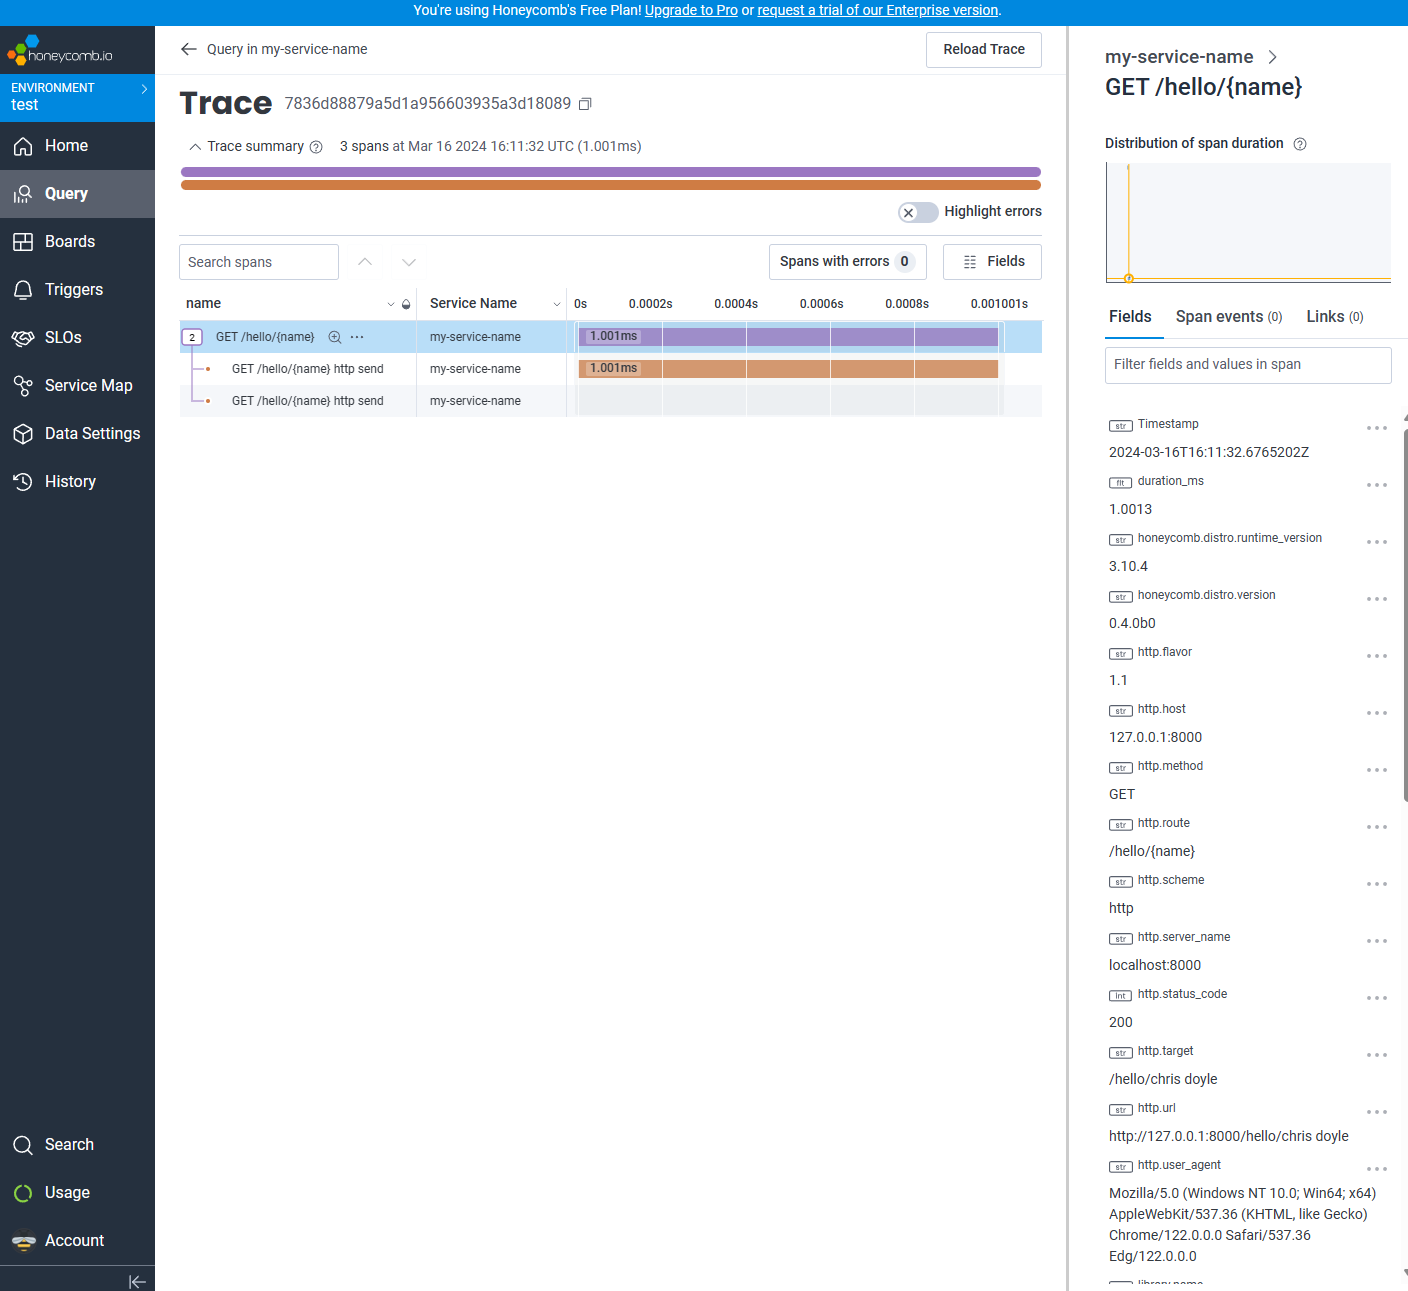 You're using Honeycomb's Free Plan! Upgrade to Pro or request a trial of our Enterprise version.
honeycomb.io
ENVIRONMENT
test
Home
Query
Boards
Triggers
SLOs
Service Map
Data Settings
History
Search
Usage
Account
Query in my-service-name
Reload Trace
Trace 7836d88879a5d1a956603935a3d18089
Trace summary 3 spans at Mar 16 2024 16:11:32 UTC (1.001ms)
Highlight errors
Search spans
Spans with errors 0
Fields
name Service Name 0s 0.0002s 0.0004s 0.0006s 0.0008s 0.001001s
2 GET /hello/{name} my-service-name 1.001ms
GET /hello/{name} http send my-service-name 1.001ms
GET /hello/{name} http send my-service-name
my-service-name
GET /hello/{name}
Distribution of span duration
Fields Span events (0) Links (0)
Filter fields and values in span
str Timestamp
2024-03-16T16:11:32.6765202Z
flt duration_ms
1.0013
str honeycomb.distro.runtime_version
3.10.4
str honeycomb.distro.version
0.4.0b0
str http.flavor
1.1
str http.host
127.0.0.1:8000
str http.method
GET
str http.route
/hello/{name}
str http.scheme
http
str http.server_name
localhost:8000
int http.status_code
200
str http.target
/hello/chris doyle
str http.url
http://127.0.0.1:8000/hello/chris doyle
str http.user_agent
Mozilla/5.0 (Windows NT 10.0; Win64; x64)
AppleWebKit/537.36 (KHTML, like Gecko)
Chrome/122.0.0.0 Safari/537.36
Edg/122.0.0.0
library.name